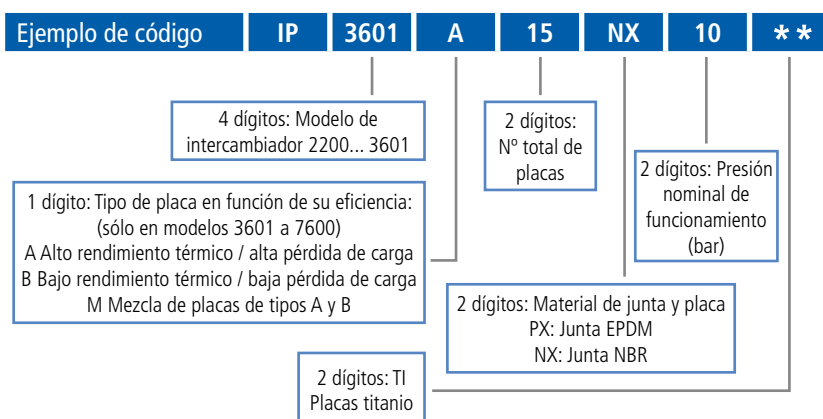 Ejemplo de código IP 3601 A 15 NX 10 **
4 dígitos: Modelo de
intercambiador 2200... 3601
2 dígitos:
Nº total de
placas
2 dígitos: Presión
nominal de
funcionamiento
(bar)
1 dígito: Tipo de placa en función de su eficiencia:
(sólo en modelos 3601 a 7600)
A Alto rendimiento térmico / alta pérdida de carga
B Bajo rendimiento térmico / baja pérdida de carga
M Mezcla de placas de tipos A y B
2 dígitos: Material de junta y placa
PX: Junta EPDM
NX: Junta NBR
2 dígitos: TI
Placas titanio